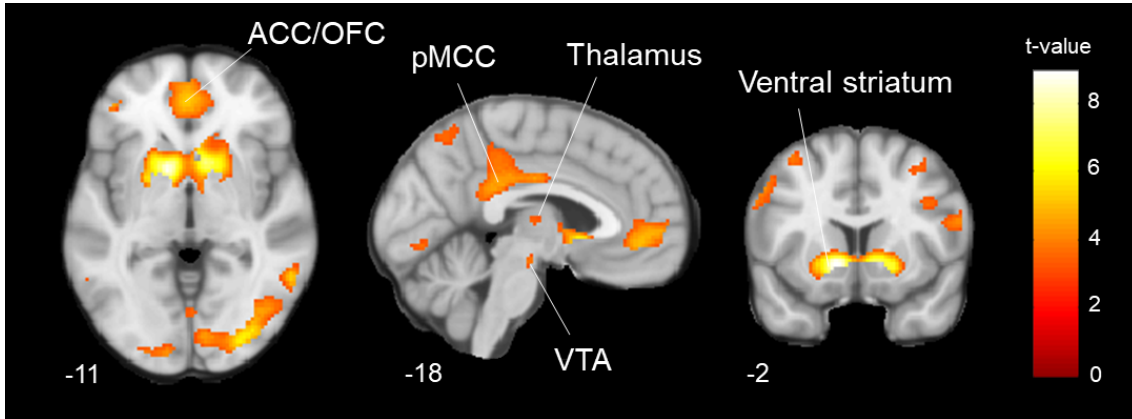 ACC/OFC
pMCC
Thalamus
Ventral striatum
t-value
8
6
4
2
0
VTA
-11
-18
-2